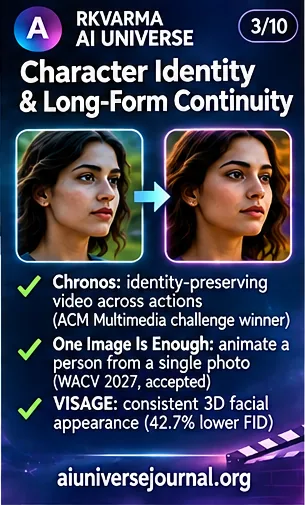 A
RKVARMA
AI UNIVERSE
3/10
Character Identity
& Long-Form Continuity
Chronos: identity-preserving
video across actions
(ACM Multimedia challenge winner)
One Image Is Enough: animate a
person from a single photo
(WACV 2027, accepted)
VISAGE: consistent 3D facial
appearance (42.7% lower FID)
aiuniversejournal.org